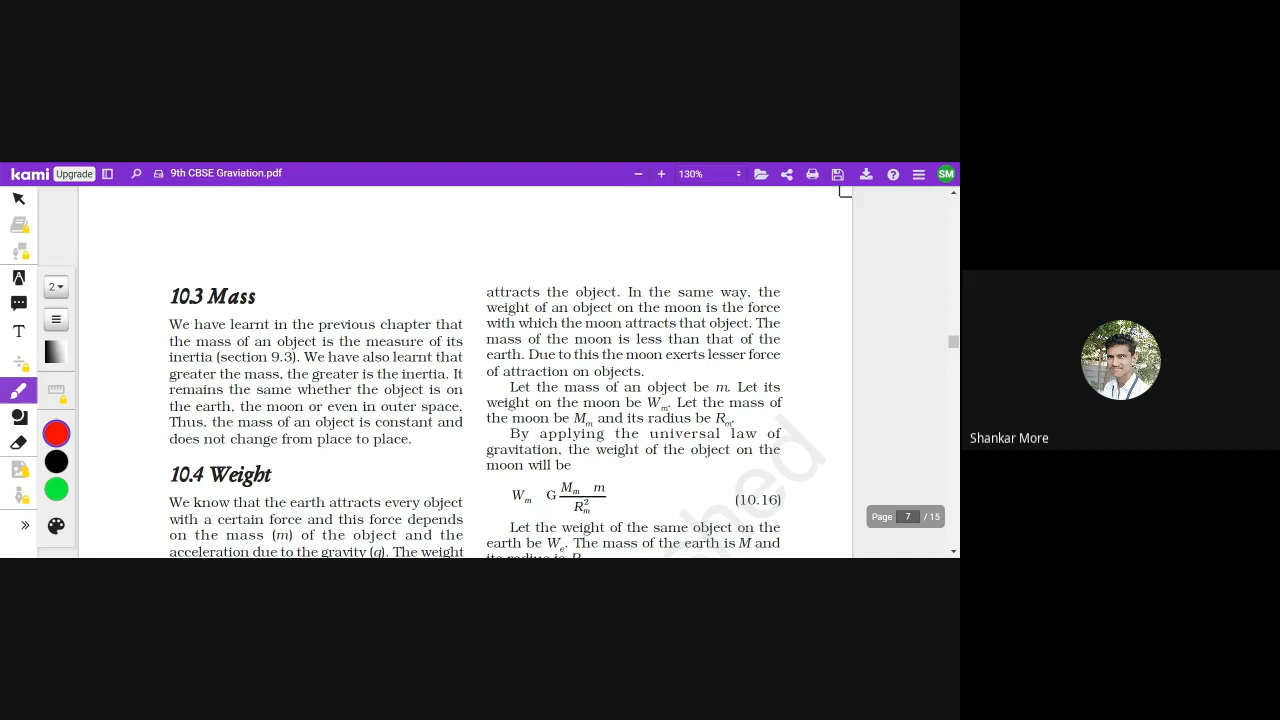 kami Upgrade 9th CBSE Graviation.pdf 130% SM
2
T
10.3 Mass
We have learnt in the previous chapter that
the mass of an object is the measure of its
inertia (section 9.3). We have also learnt that
greater the mass, the greater is the inertia. It
remains the same whether the object is on
the earth, the moon or even in outer space.
Thus, the mass of an object is constant and
does not change from place to place.
10.4 Weight
We know that the earth attracts every object
with a certain force and this force depends
on the mass (m) of the object and the
acceleration due to the gravity (g). The weight
attracts the object. In the same way, the
weight of an object on the moon is the force
with which the moon attracts that object. The
mass of the moon is less than that of the
earth. Due to this the moon exerts lesser force
of attraction on objects.
Let the mass of an object be m. Let its
weight on the moon be Wm. Let the mass of
the moon be Mm and its radius be Rm.
By applying the universal law of
gravitation, the weight of the object on the
moon will be
Wm G Mm m / Rm² (10.16)
Let the weight of the same object on the
earth be We. The mass of the earth is M and
its radius is R.
Page 7 / 15
Shankar More